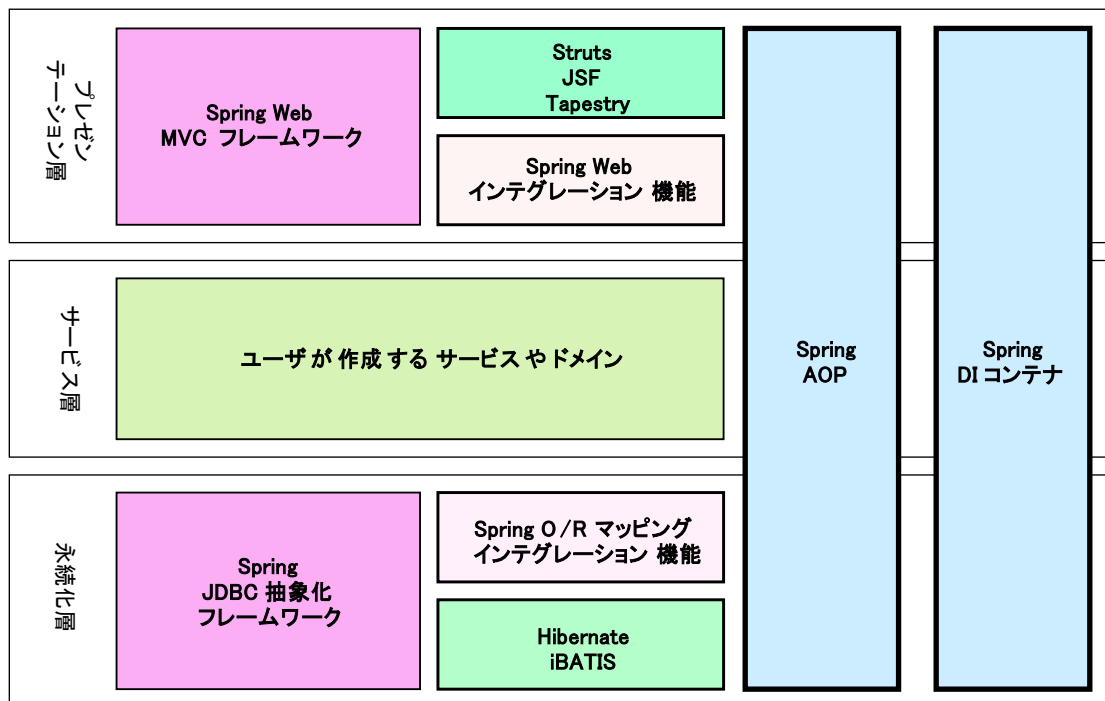 プレゼン
テーション層
Spring Web
MVC フレームワーク
Struts
JSF
Tapestry
Spring Web
インテグレーション 機能
サービス層
ユーザが 作成 する サービス や ドメイン
Spring
AOP
Spring
DI コンテナ
永続化層
Spring
JDBC 抽象化
フレームワーク
Spring O/R マッピング
インテグレーション 機能
Hibernate
iBATIS